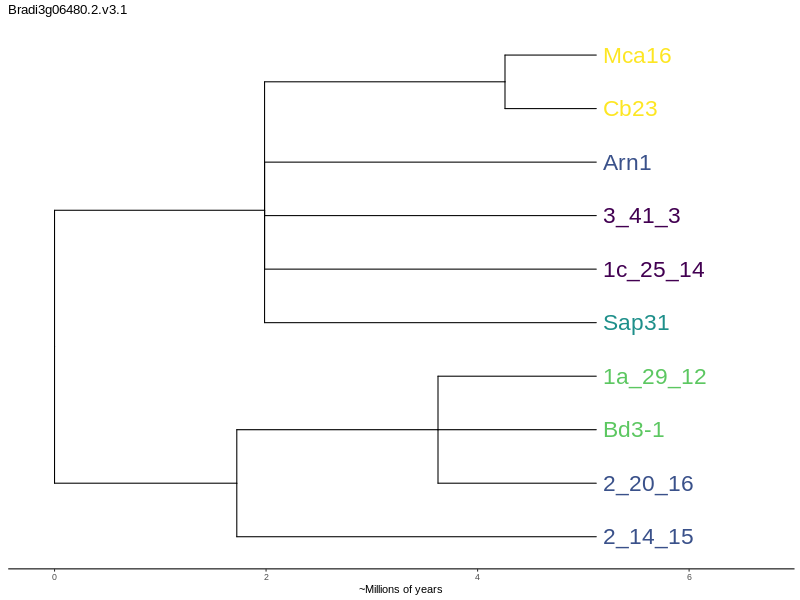 Bradi3g06480.2.v3.1
Mca16
Cb23
Arn1
3_41_3
1c_25_14
Sap31
1a_29_12
Bd3-1
2_20_16
2_14_15
0 2 4 6
~Millions of years